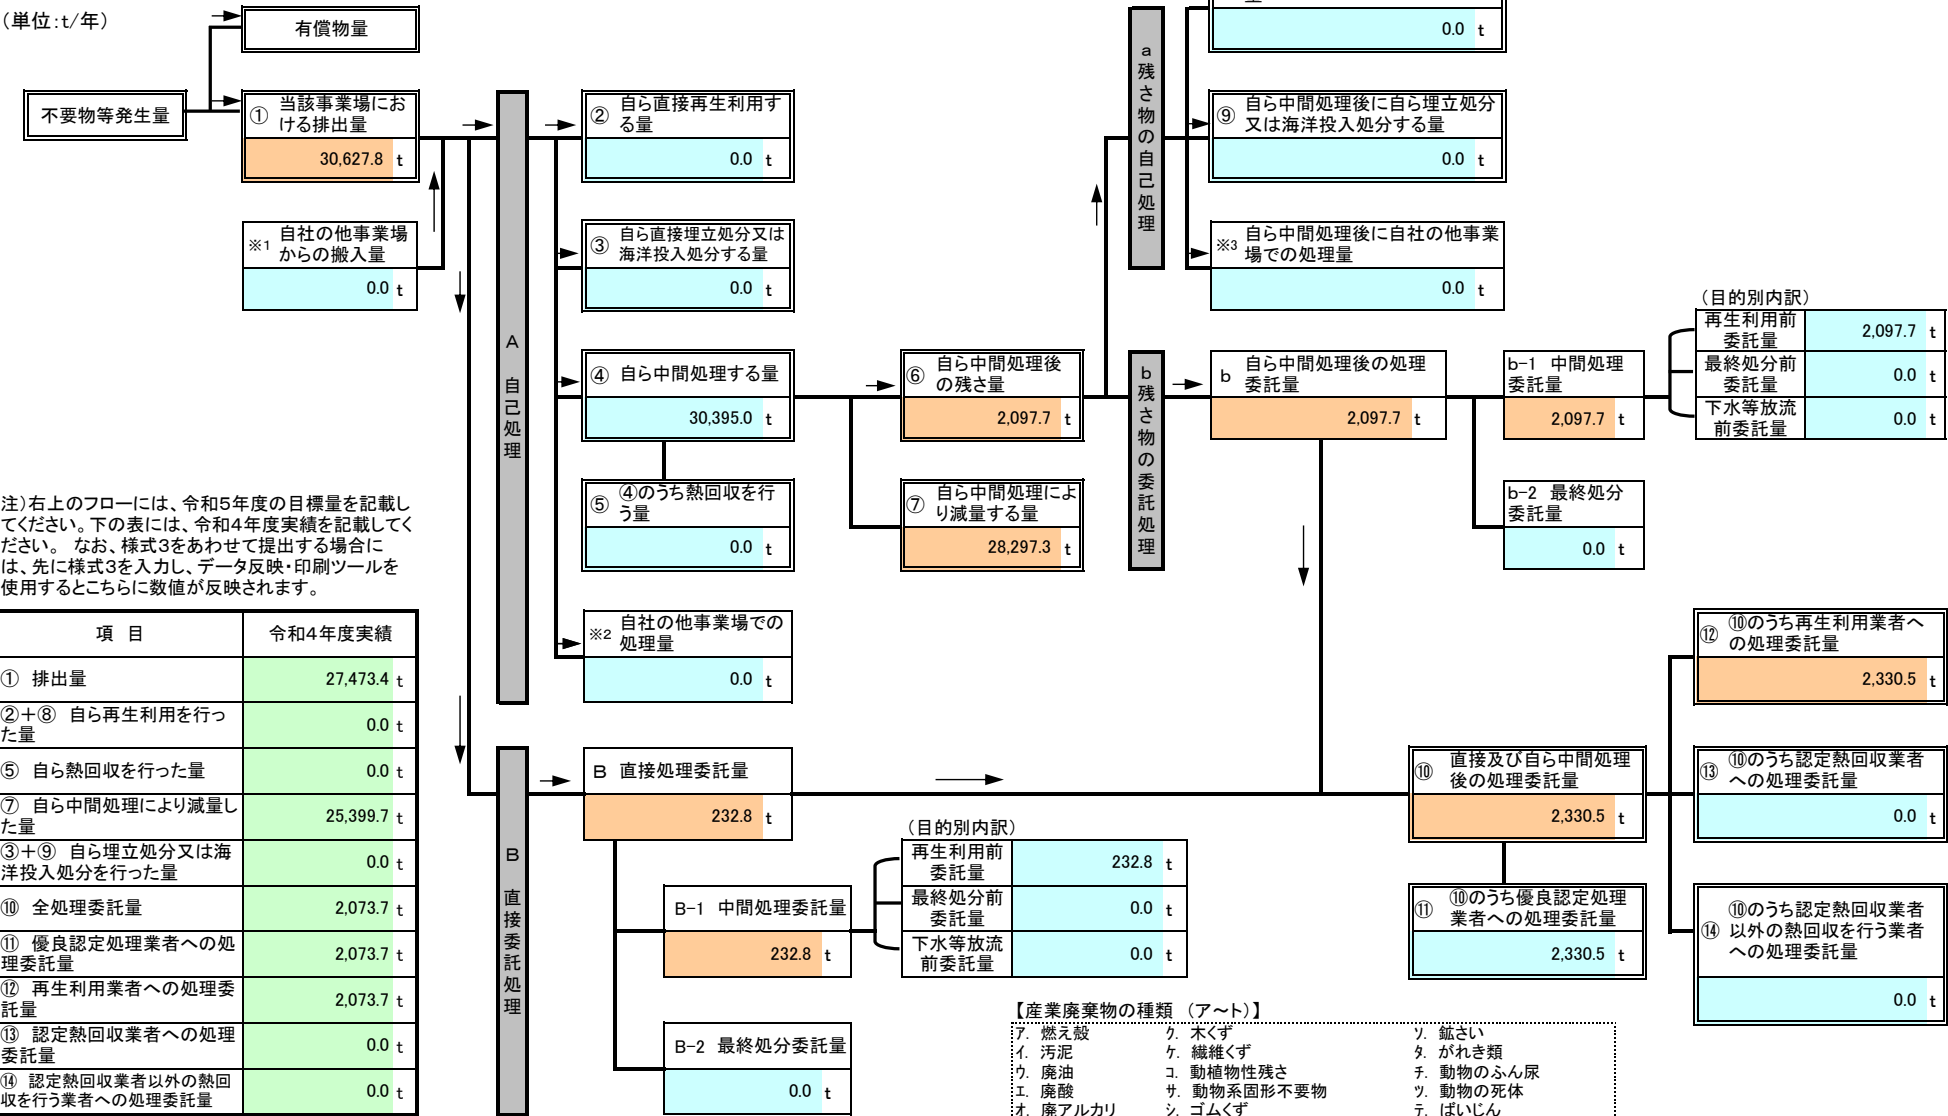 (単位:t/年)
有償物量
不要物等発生量
① 当該事業場にお
ける排出量
30,627.8 t
※1 自社の他事業場
からの搬入量
0.0 t
A 自己処理
② 自ら直接再生利用す
る量
0.0 t
③ 自ら直接埋立処分又は
海洋投入処分する量
0.0 t
④ 自ら中間処理する量
30,395.0 t
⑤ ④のうち熱回収を行
う量
0.0 t
※2 自社の他事業場での
処理量
0.0 t
⑥ 自ら中間処理後
の残さ量
2,097.7 t
⑦ 自ら中間処理によ
り減量する量
28,297.3 t
a 残さ物の自己処理
0.0 t
⑨ 自ら中間処理後に自ら埋立処分
又は海洋投入処分する量
0.0 t
※3 自ら中間処理後に自社の他事業
場での処理量
0.0 t
b 残さ物の委託処理
b 自ら中間処理後の処理
委託量
2,097.7 t
b-1 中間処理
委託量
2,097.7 t
b-2 最終処分
委託量
0.0 t
(目的別内訳)
再生利用前
委託量 2,097.7 t
最終処分前
委託量 0.0 t
下水等放流
前委託量 0.0 t
注)右上のフローには、令和5年度の目標量を記載し
てください。下の表には、令和4年度実績を記載してく
ださい。 なお、様式3をあわせて提出する場合に
は、先に様式3を入力し、データ反映・印刷ツールを
使用するとこちらに数値が反映されます。
項 目 令和4年度実績
① 排出量 27,473.4 t
②+⑧ 自ら再生利用を行っ
た量 0.0 t
⑤ 自ら熱回収を行った量 0.0 t
⑦ 自ら中間処理により減量し
た量 25,399.7 t
③+⑨ 自ら埋立処分又は海
洋投入処分を行った量 0.0 t
⑩ 全処理委託量 2,073.7 t
⑪ 優良認定処理業者への処
理委託量 2,073.7 t
⑫ 再生利用業者への処理委
託量 2,073.7 t
⑬ 認定熱回収業者への処理
委託量 0.0 t
⑭ 認定熱回収業者以外の熱回
収を行う業者への処理委託量 0.0 t
B 直接委託処理
B 直接処理委託量
232.8 t
B-1 中間処理委託量
232.8 t
B-2 最終処分委託量
0.0 t
(目的別内訳)
再生利用前
委託量 232.8 t
最終処分前
委託量 0.0 t
下水等放流
前委託量 0.0 t
⑩ 直接及び自ら中間処理
後の処理委託量
2,330.5 t
⑪ ⑩のうち優良認定処理
業者への処理委託量
2,330.5 t
⑫ ⑩のうち再生利用業者へ
の処理委託量
2,330.5 t
⑬ ⑩のうち認定熱回収業者
への処理委託量
0.0 t
⑭ ⑩のうち認定熱回収業者
以外の熱回収を行う業者
への処理委託量
0.0 t
【産業廃棄物の種類 (ア～ト)】
ア. 燃え殻 ク. 木くず ソ. 鉱さい
イ. 汚泥 ケ. 繊維くず タ. がれき類
ウ. 廃油 コ. 動植物性残さ チ. 動物のふん尿
エ. 廃酸 サ. 動物系固形不要物 ツ. 動物の死体
オ. 廃アルカリ シ. ゴムくず テ. ばいじん